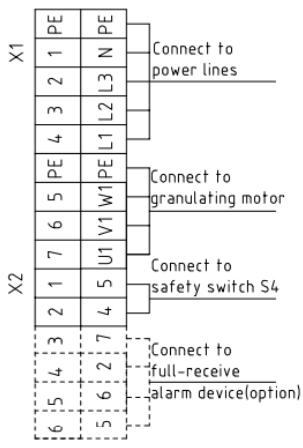 X1
PE PE
1 N
2 L3
3 L2
4 L1
Connect to
power lines
PE PE
5 W1
6 V1
7 U1
Connect to
granulating motor
X2
1 5
2 4
Connect to
safety switch S4
3 7
4 2
5 6
6 5
Connect to
full-receive
alarm device(option)